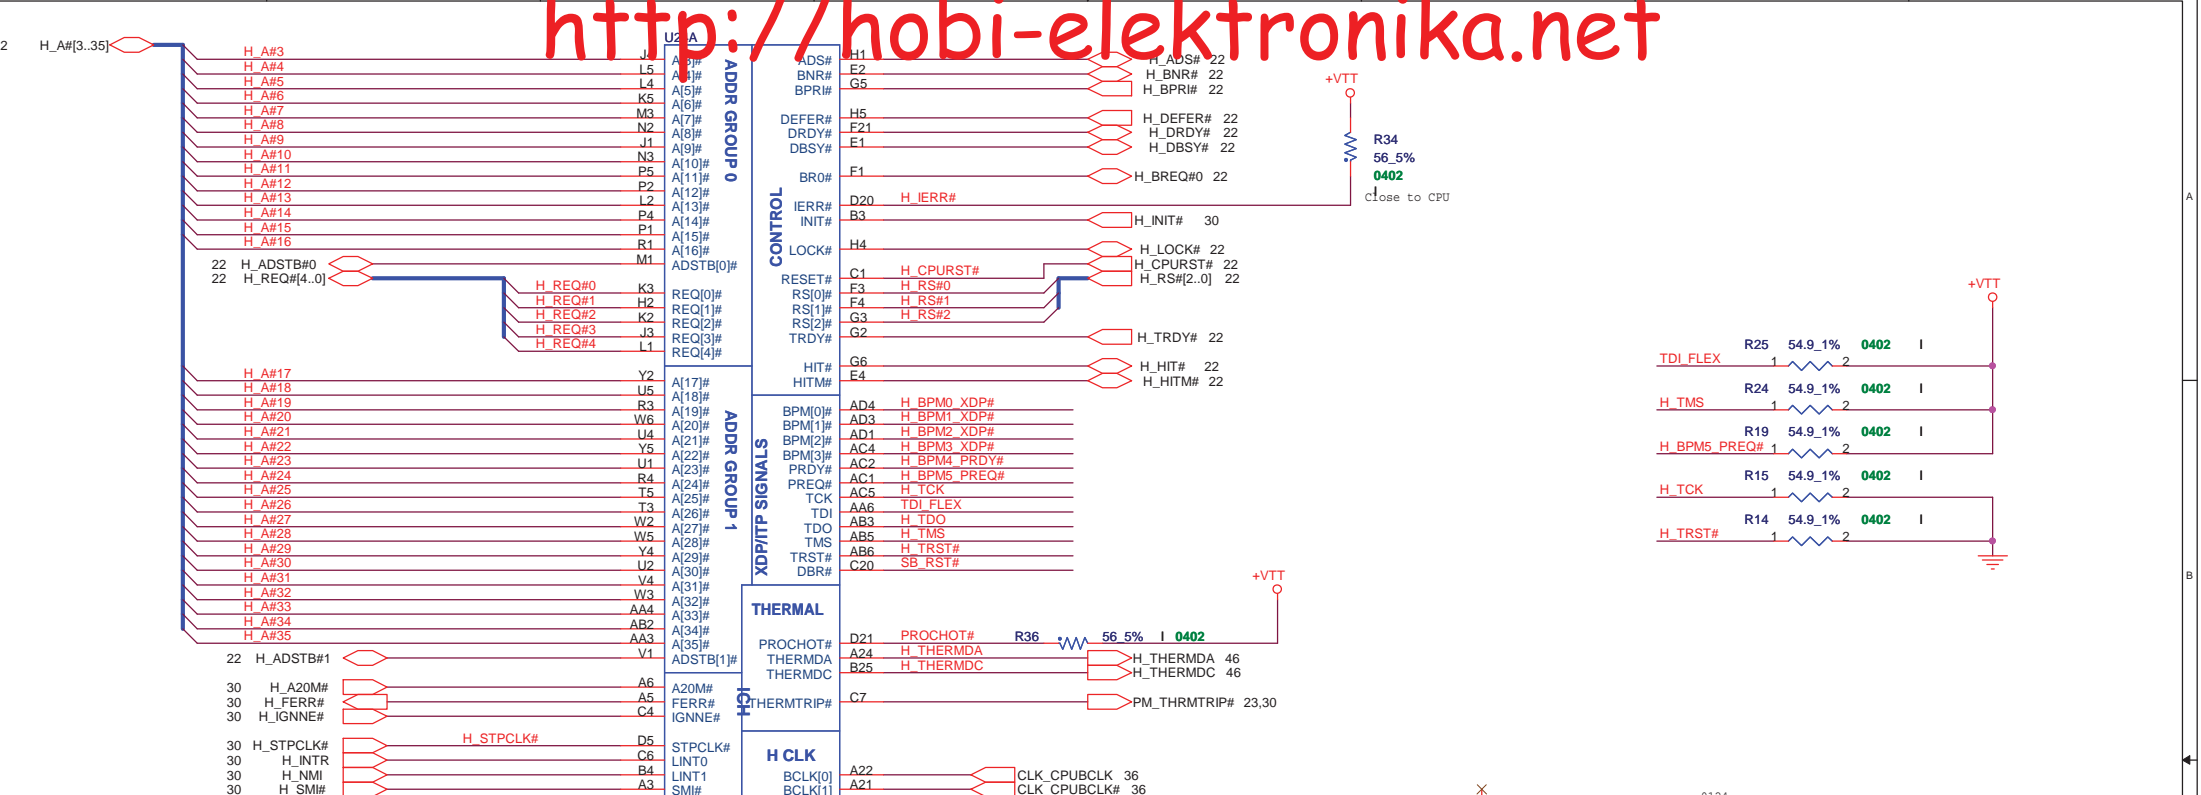 http://hobi-elektronika.net
2 H_A#[3..35]
H_A#3
H_A#4 L5
H_A#5 L4 A[5]#
H_A#6 K5 A[6]#
H_A#7 M3 A[7]#
H_A#8 N2 A[8]#
H_A#9 J1 A[9]#
H_A#10 N3 A[10]#
H_A#11 P5 A[11]#
H_A#12 P2 A[12]#
H_A#13 L2 A[13]#
H_A#14 P4 A[14]#
H_A#15 P1 A[15]#
H_A#16 R1 A[16]#
22 H_ADSTB#0 M1 ADSTB[0]#
22 H_REQ#[4..0]
H_REQ#0 K3 REQ[0]#
H_REQ#1 H2 REQ[1]#
H_REQ#2 K2 REQ[2]#
H_REQ#3 J3 REQ[3]#
H_REQ#4 L1 REQ[4]#
H_A#17 Y2 A[17]#
H_A#18 U5 A[18]#
H_A#19 R3 A[19]#
H_A#20 W6 A[20]#
H_A#21 U4 A[21]#
H_A#22 Y5 A[22]#
H_A#23 U1 A[23]#
H_A#24 R4 A[24]#
H_A#25 T5 A[25]#
H_A#26 T3 A[26]#
H_A#27 W2 A[27]#
H_A#28 W5 A[28]#
H_A#29 Y4 A[29]#
H_A#30 U2 A[30]#
H_A#31 V4 A[31]#
H_A#32 W3 A[32]#
H_A#33 AA4 A[33]#
H_A#34 AB2 A[34]#
H_A#35 AA3 A[35]#
22 H_ADSTB#1 V1 ADSTB[1]#
30 H_A20M# A6 A20M#
30 H_FERR# A5 FERR#
30 H_IGNNE# C4 IGNNE#
30 H_STPCLK# H_STPCLK# D5 STPCLK#
30 H_INTR C6 LINT0
30 H_NMI B4 LINT1
30 H_SMI# A3 SMI#
ADDR GROUP 0
ADDR GROUP 1
ICH
CONTROL
XDP/ITP SIGNALS
THERMAL
H CLK
ADS# H1 H_ADS# 22
BNR# E2 H_BNR# 22
BPRI# G5 H_BPRI# 22
DEFER# H5 H_DEFER# 22
DRDY# F21 H_DRDY# 22
DBSY# E1 H_DBSY# 22
BR0# F1 H_BREQ#0 22
IERR# D20 H_IERR#
INIT# B3 H_INIT# 30
LOCK# H4 H_LOCK# 22
RESET# C1 H_CPURST# H_CPURST# 22
RS[0]# F3 H_RS#0 H_RS#[2..0] 22
RS[1]# F4 H_RS#1
RS[2]# G3 H_RS#2
TRDY# G2 H_TRDY# 22
HIT# G6 H_HIT# 22
HITM# E4 H_HITM# 22
BPM[0]# AD4 H_BPM0_XDP#
BPM[1]# AD3 H_BPM1_XDP#
BPM[2]# AD1 H_BPM2_XDP#
BPM[3]# AC4 H_BPM3_XDP#
PRDY# AC2 H_BPM4_PRDY#
PREQ# AC1 H_BPM5_PREQ#
TCK AC5 H_TCK
TDI AA6 TDI_FLEX
TDO AB3 H_TDO
TMS AB5 H_TMS
TRST# AB6 H_TRST#
DBR# C20 SB_RST#
+VTT
PROCHOT# D21 PROCHOT# R36 56_5% I 0402
THERMDA A24 H_THERMDA H_THERMDA 46
THERMDC B25 H_THERMDC H_THERMDC 46
THERMTRIP# C7 PM_THRMTRIP# 23,30
BCLK[0] A22 CLK_CPUBCLK 36
BCLK[1] A21 CLK_CPUBCLK# 36
+VTT
R34
56_5%
0402
I
Close to CPU
+VTT
R25 54.9_1% 0402 I
TDI_FLEX 1 2
R24 54.9_1% 0402 I
H_TMS 1 2
R19 54.9_1% 0402 I
H_BPM5_PREQ# 1 2
R15 54.9_1% 0402 I
H_TCK 1 2
R14 54.9_1% 0402 I
H_TRST# 1 2
A
B